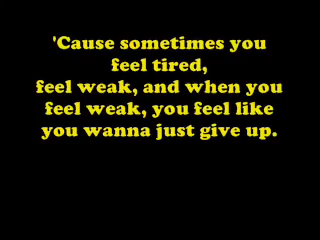 'Cause sometimes you
feel tired,
feel weak, and when you
feel weak, you feel like
you wanna just give up.